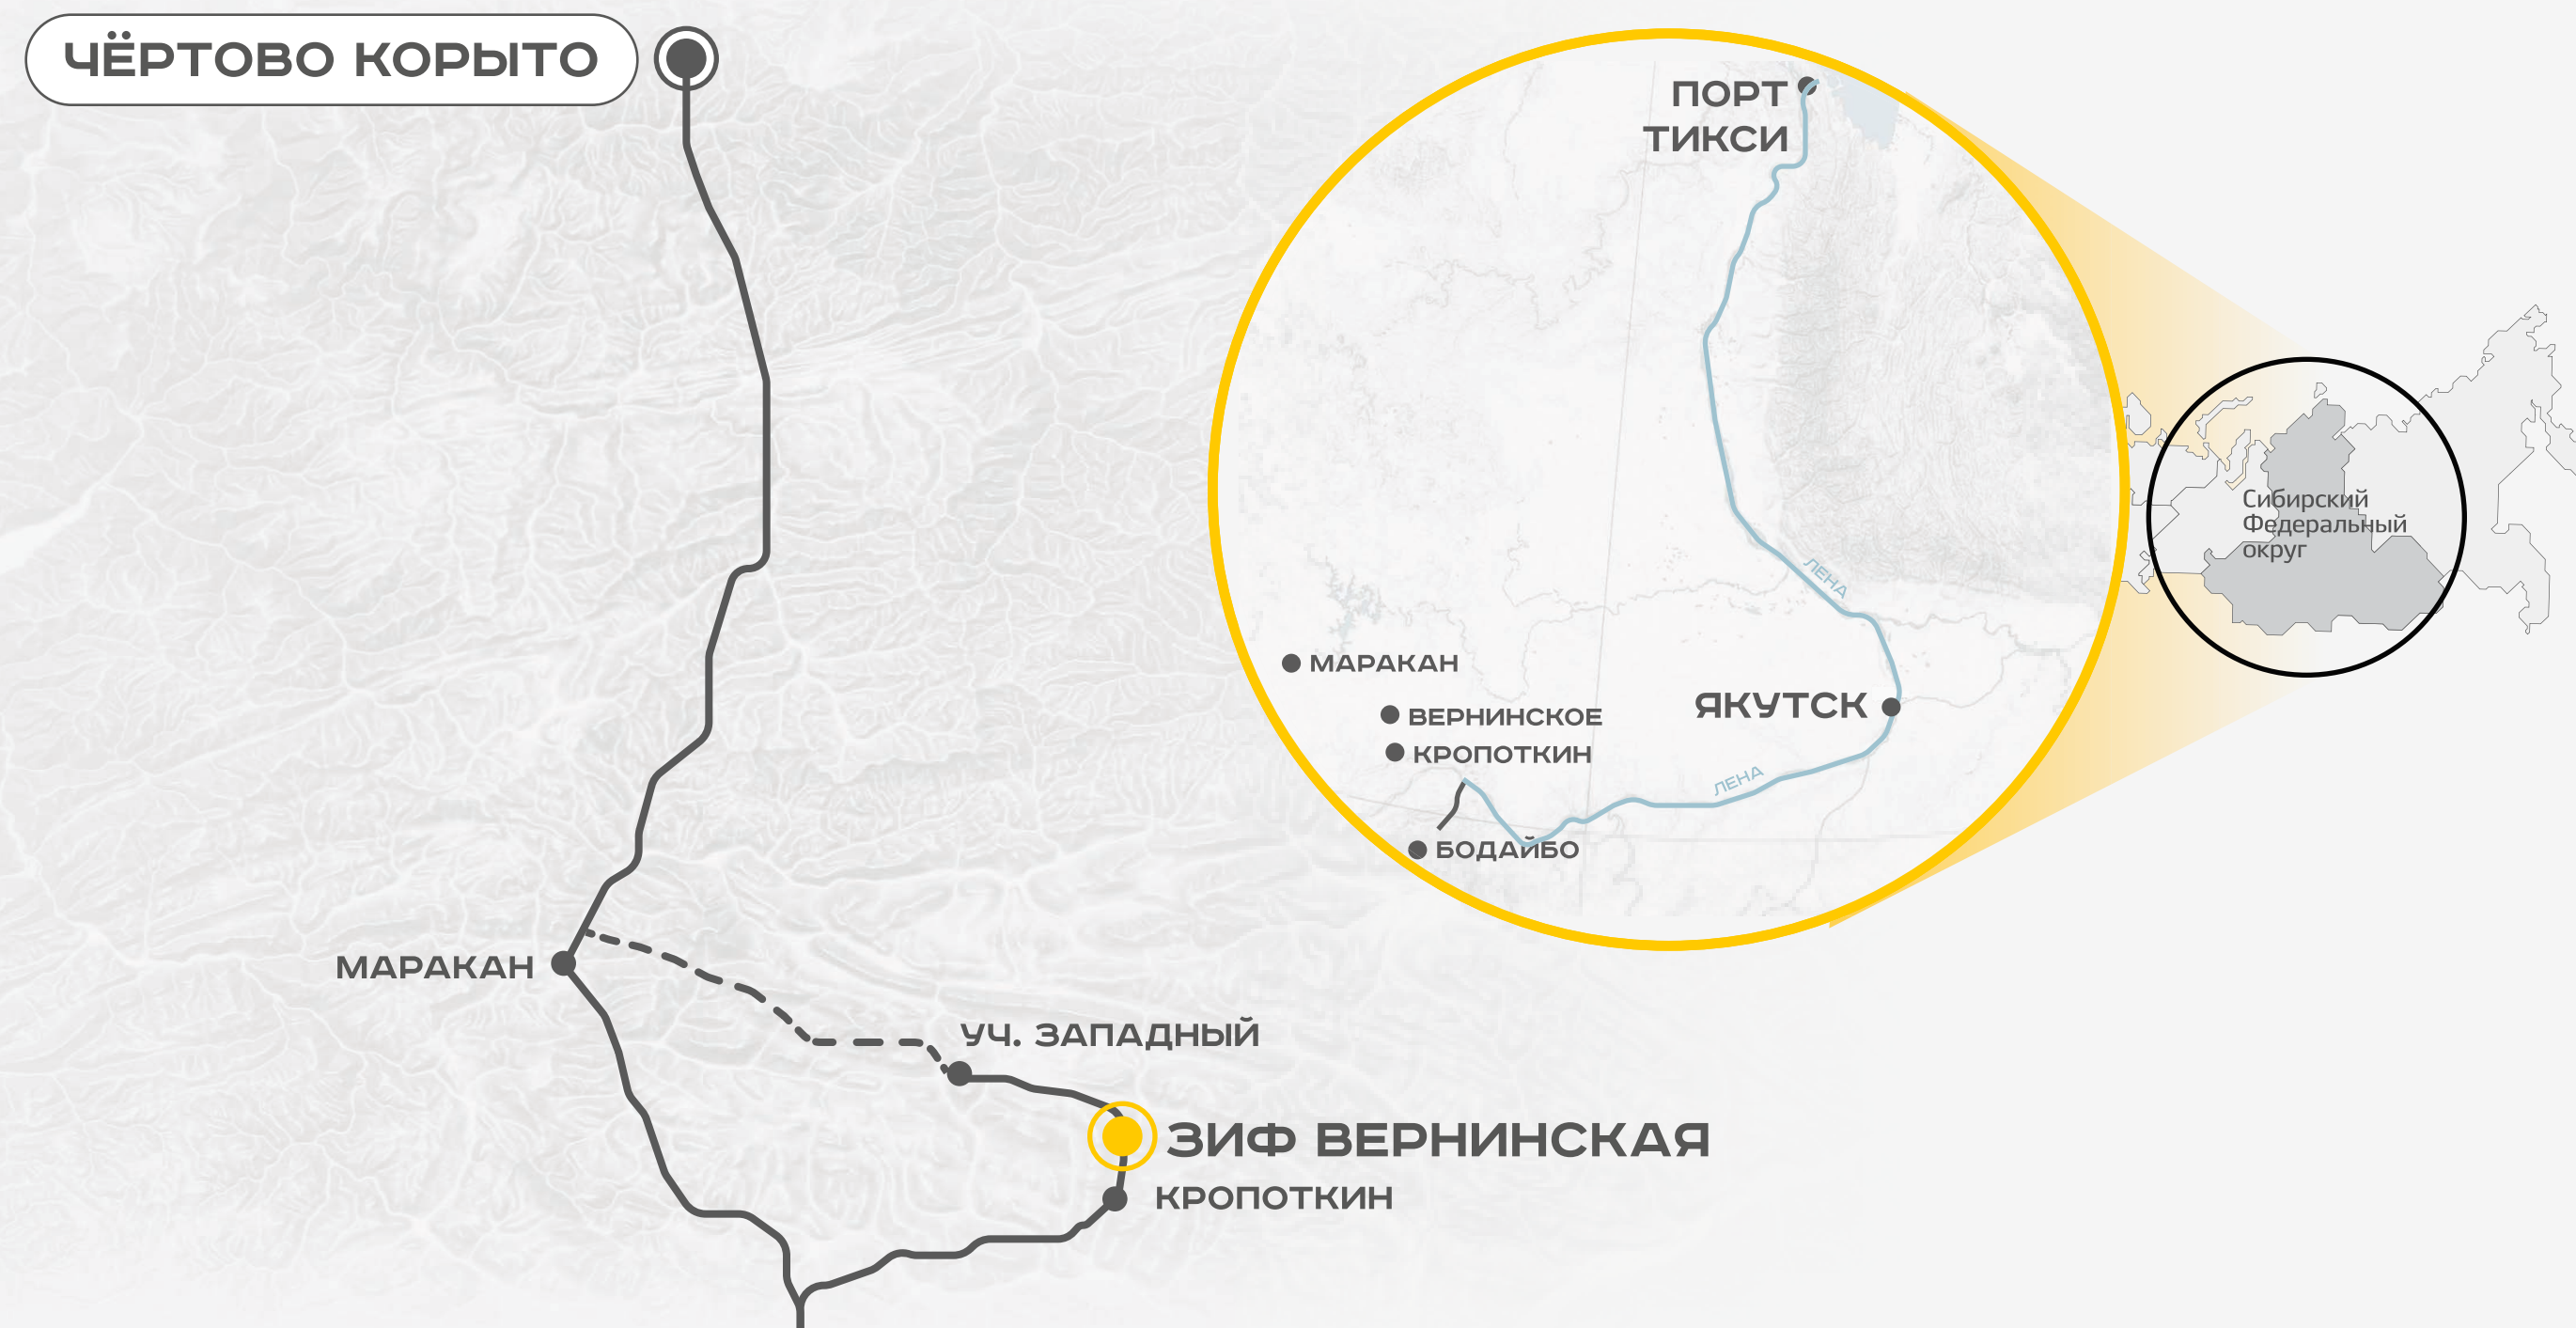 ЧЁРТОВО КОРЫТО
МАРАКАН
УЧ. ЗАПАДНЫЙ
ЗИФ ВЕРНИНСКАЯ
КРОПОТКИН
ПОРТ
ТИКСИ
ЛЕНА
МАРАКАН
ВЕРНИНСКОЕ
КРОПОТКИН
ЯКУТСК
ЛЕНА
БОДАЙБО
Сибирский
Федеральный
округ